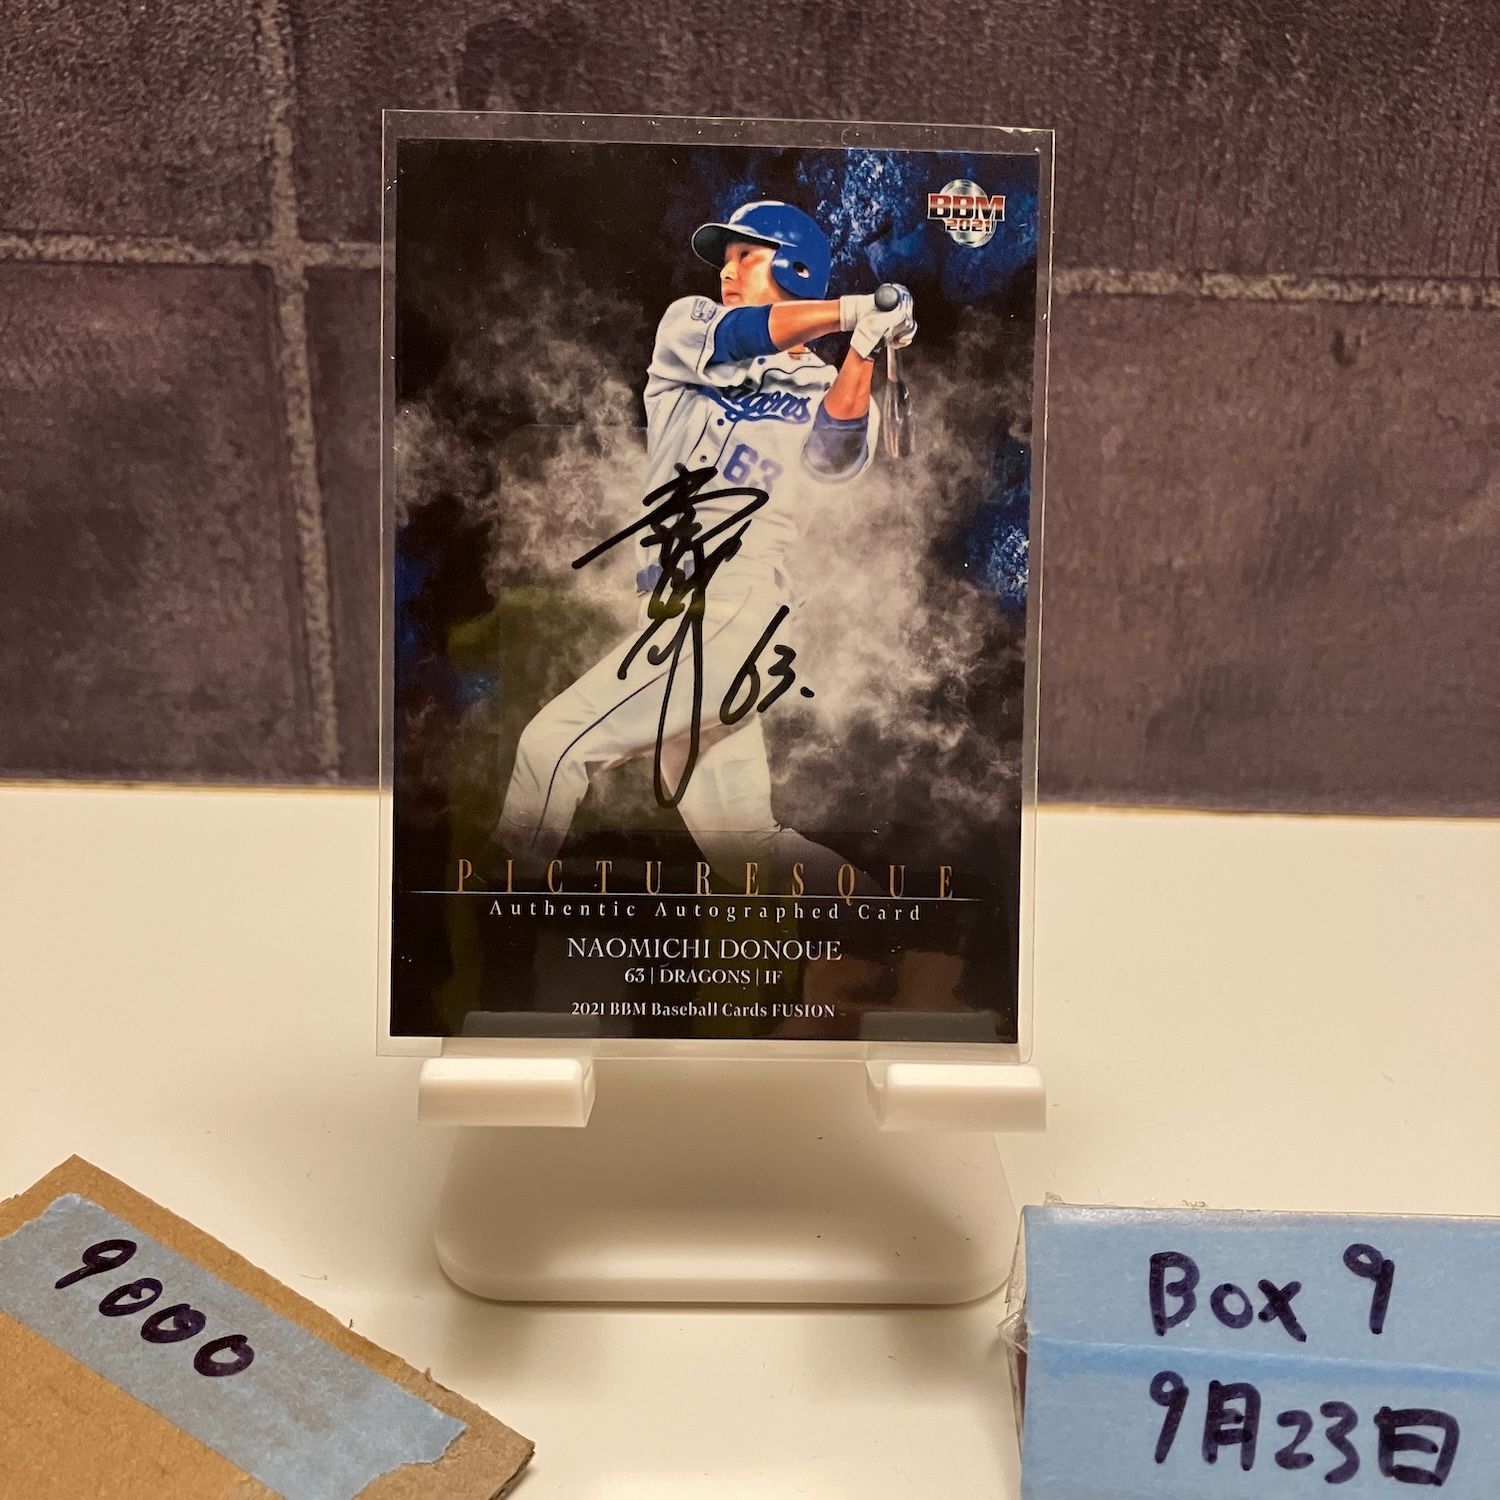 BBM
2021
Dragons
63
63.
PICTURESQUE
Authentic Autographed Card
NAOMICHI DONOUE
63 | DRAGONS | IF
2021 BBM Baseball Cards FUSION
9000
Box 9
9月23日